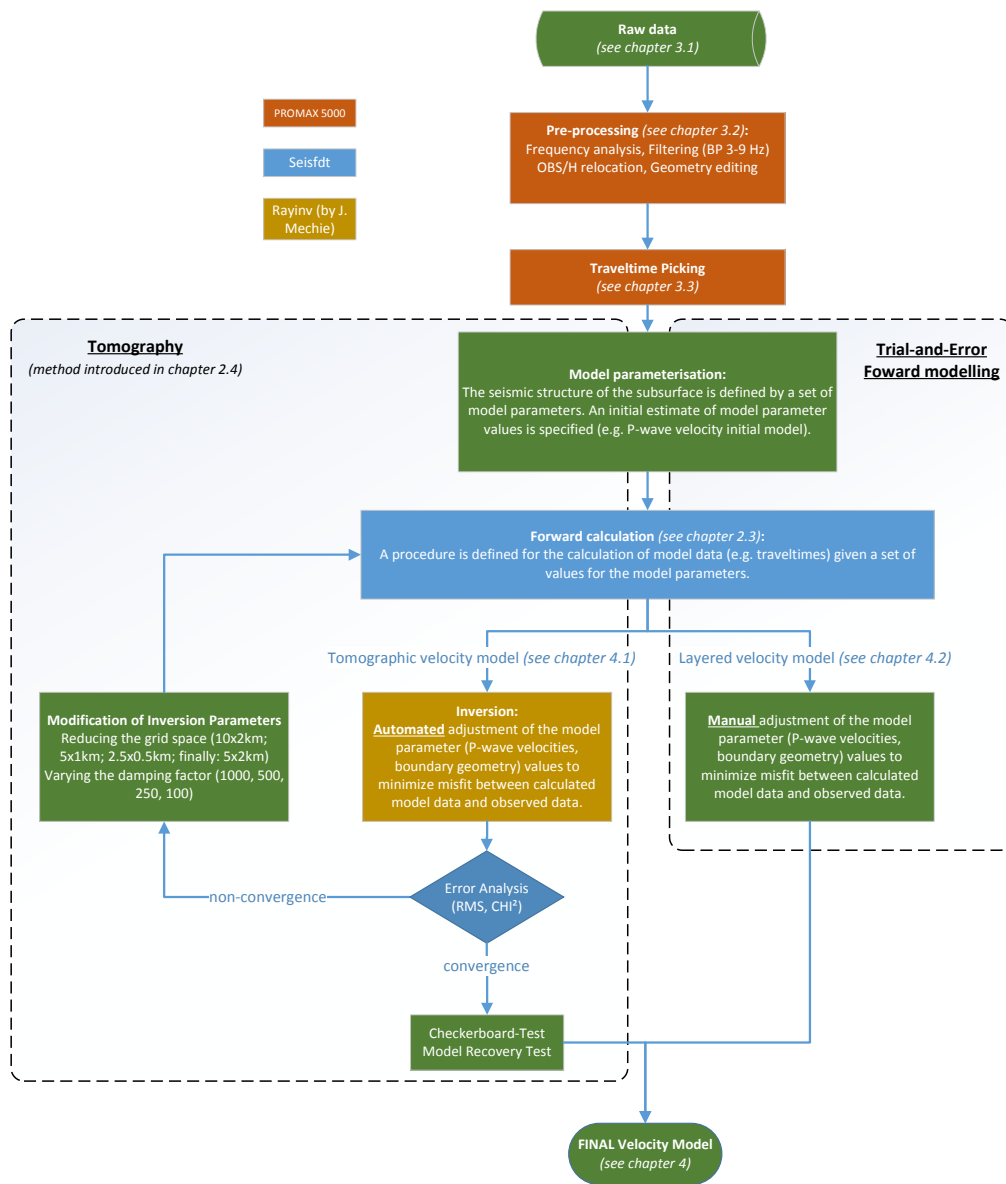 Raw data
(see chapter 3.1)
PROMAX 5000
Seisfdt
Rayinv (by J.
Mechie)
Pre-processing (see chapter 3.2):
Frequency analysis, Filtering (BP 3-9 Hz)
OBS/H relocation, Geometry editing
Traveltime Picking
(see chapter 3.3)
Tomography
(method introduced in chapter 2.4)
Trial-and-Error
Foward modelling
Model parameterisation:
The seismic structure of the subsurface is defined by a set of
model parameters. An initial estimate of model parameter
values is specified (e.g. P-wave velocity initial model).
Forward calculation (see chapter 2.3):
A procedure is defined for the calculation of model data (e.g. traveltimes) given a set of
values for the model parameters.
Tomographic velocity model (see chapter 4.1)
Layered velocity model (see chapter 4.2)
Modification of Inversion Parameters
Reducing the grid space (10x2km;
5x1km; 2.5x0.5km; finally: 5x2km)
Varying the damping factor (1000, 500,
250, 100)
Inversion:
Automated adjustment of the model
parameter (P-wave velocities,
boundary geometry) values to
minimize misfit between calculated
model data and observed data.
Manual adjustment of the model
parameter (P-wave velocities,
boundary geometry) values to
minimize misfit between calculated
model data and observed data.
non-convergence
Error Analysis
(RMS, CHI²)
convergence
Checkerboard-Test
Model Recovery Test
FINAL Velocity Model
(see chapter 4)